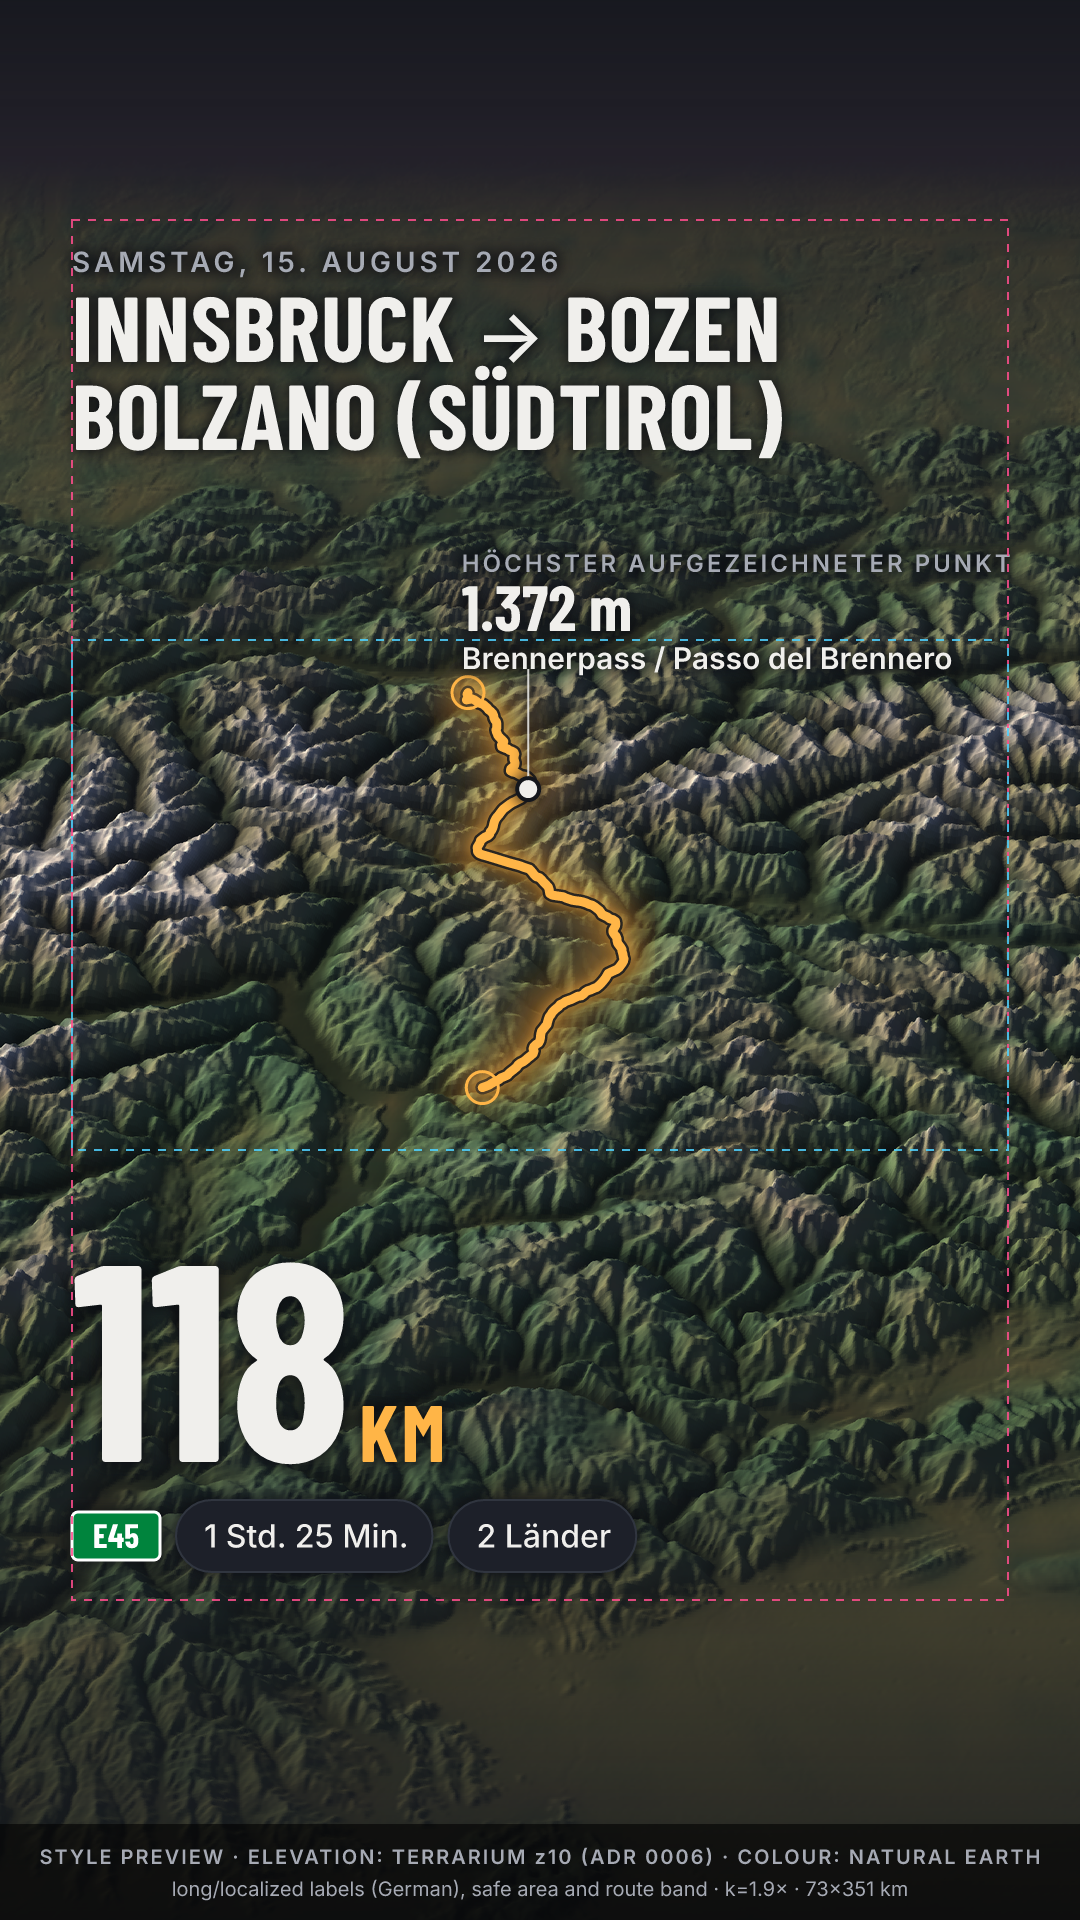 SAMSTAG, 15. AUGUST 2026
INNSBRUCK → BOZEN
BOLZANO (SÜDTIROL)
HÖCHSTER AUFGEZEICHNETER PUNKT
1.372 m
Brennerpass / Passo del Brennero
118 KM
E45 1 Std. 25 Min. 2 Länder
STYLE PREVIEW · ELEVATION: TERRARIUM z10 (ADR 0006) · COLOUR: NATURAL EARTH
long/localized labels (German), safe area and route band · k=1.9× · 73×351 km